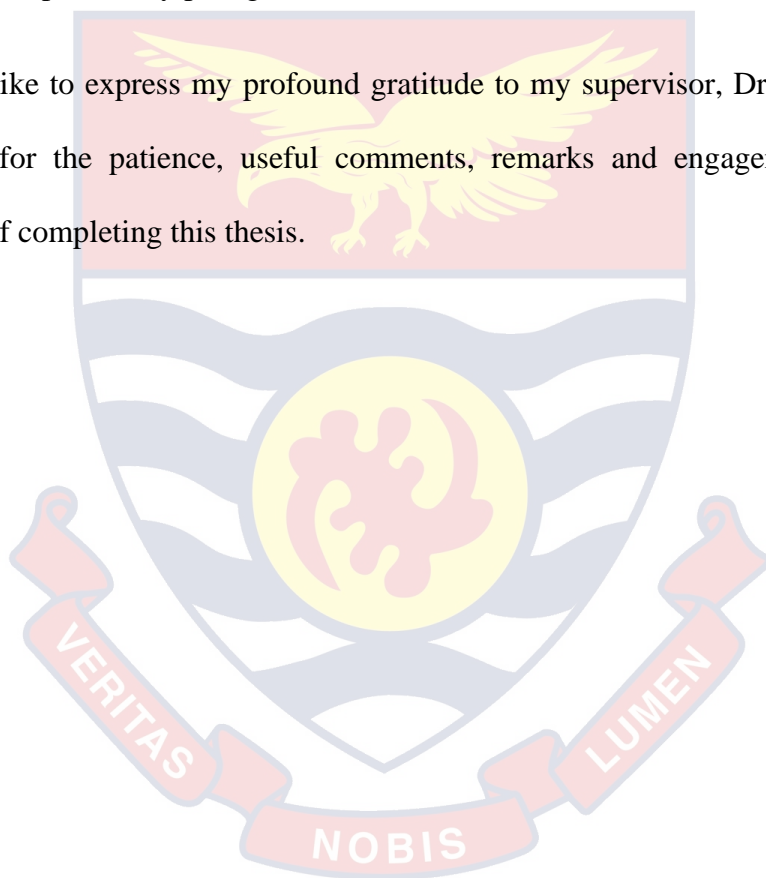 ike to express my profound gratitude to my supervisor, Dr
for the patience, useful comments, remarks and engage
f completing this thesis.
VERITAS
NOBIS
LUMEN